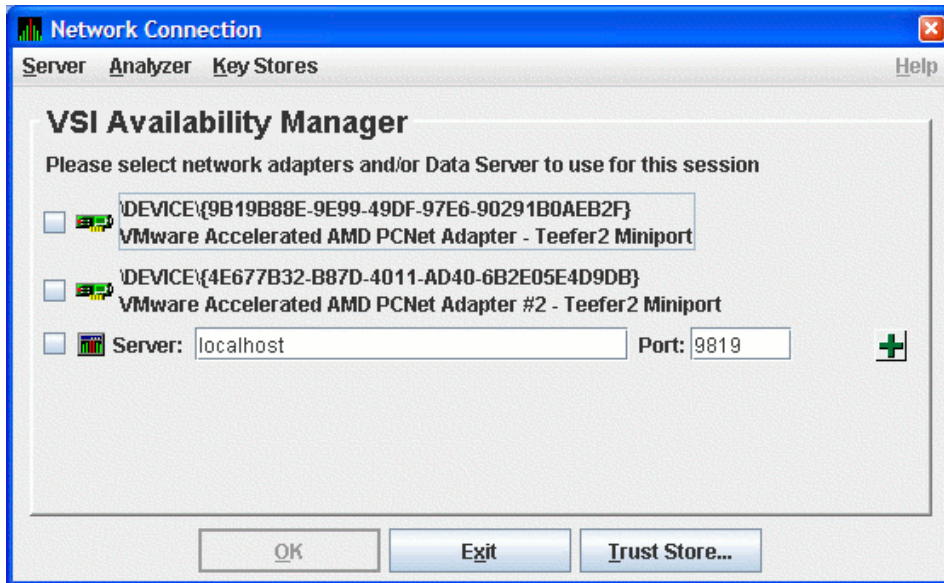 Network Connection
Server Analyzer Key Stores Help
VSI Availability Manager
Please select network adapters and/or Data Server to use for this session
\DEVICE\{9B19B88E-9E99-49DF-97E6-90291B0AEB2F}
VMware Accelerated AMD PCNet Adapter - Teefer2 Miniport
\DEVICE\{4E677B32-B87D-4011-AD40-6B2E05E4D9DB}
VMware Accelerated AMD PCNet Adapter #2 - Teefer2 Miniport
Server: localhost Port: 9819
OK Exit Trust Store...